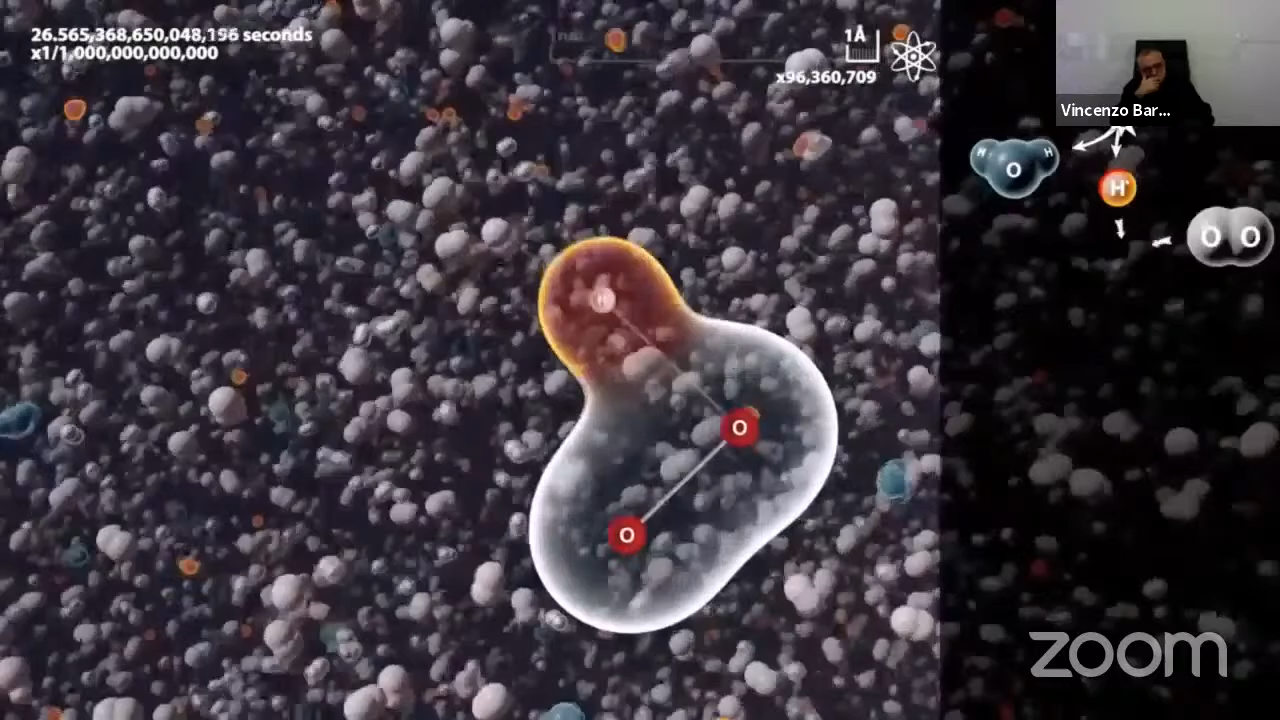 26.565,368,650,048,156 seconds
x1/1,000,000,000,000
1Å
x96,360,709
Vincenzo Bar...
H
H
O
H•
O O
H
O
O
zoom